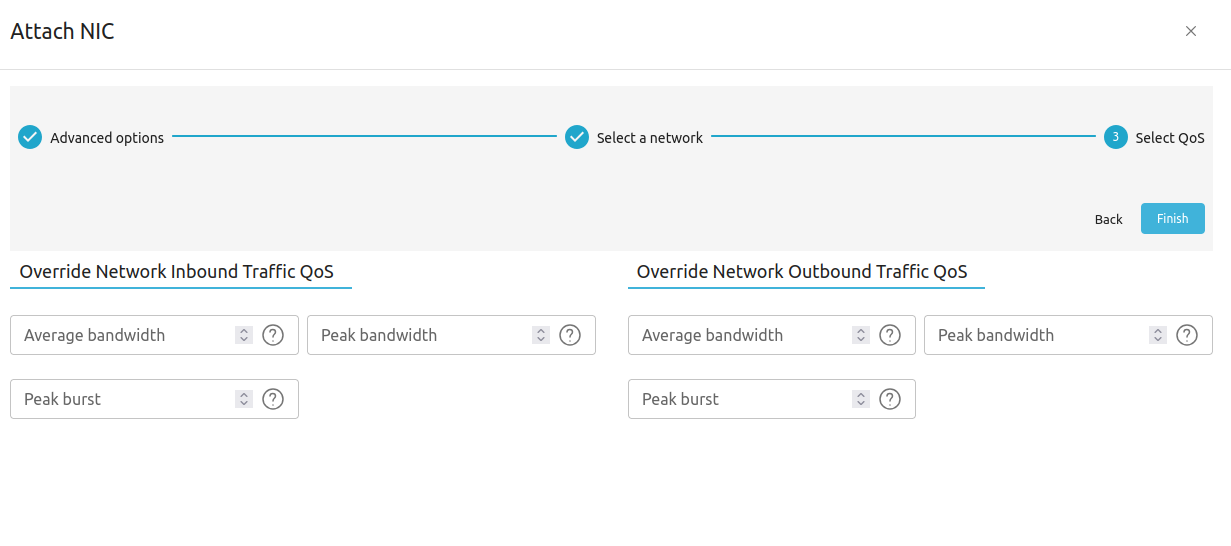 Attach NIC
Advanced options
Select a network
3
Select QoS
Back
Finish
Override Network Inbound Traffic QoS
Override Network Outbound Traffic QoS
Average bandwidth
?
Peak bandwidth
?
Average bandwidth
?
Peak bandwidth
?
Peak burst
?
Peak burst
?